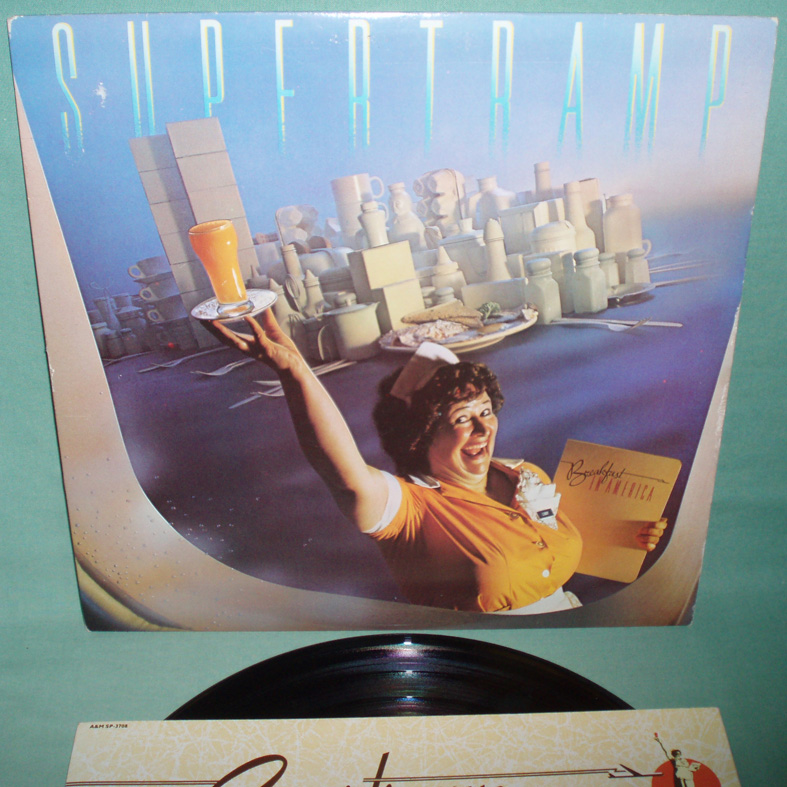 SUPERTRAMP
Breakfast
IN AMERICA
A&M SP-3708